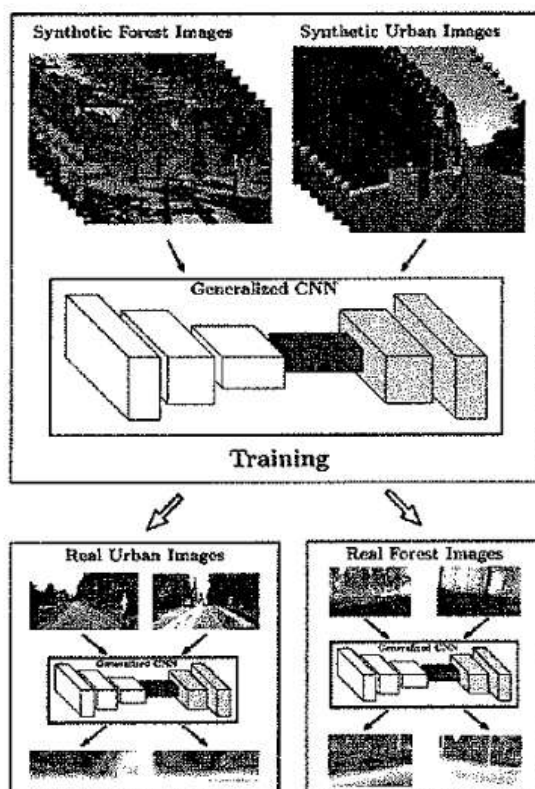 Synthetic Forest Images
Synthetic Urban Images
Generalized CNN
Training
Real Urban Images
Generalized CNN
Real Forest Images
Generalized CNN